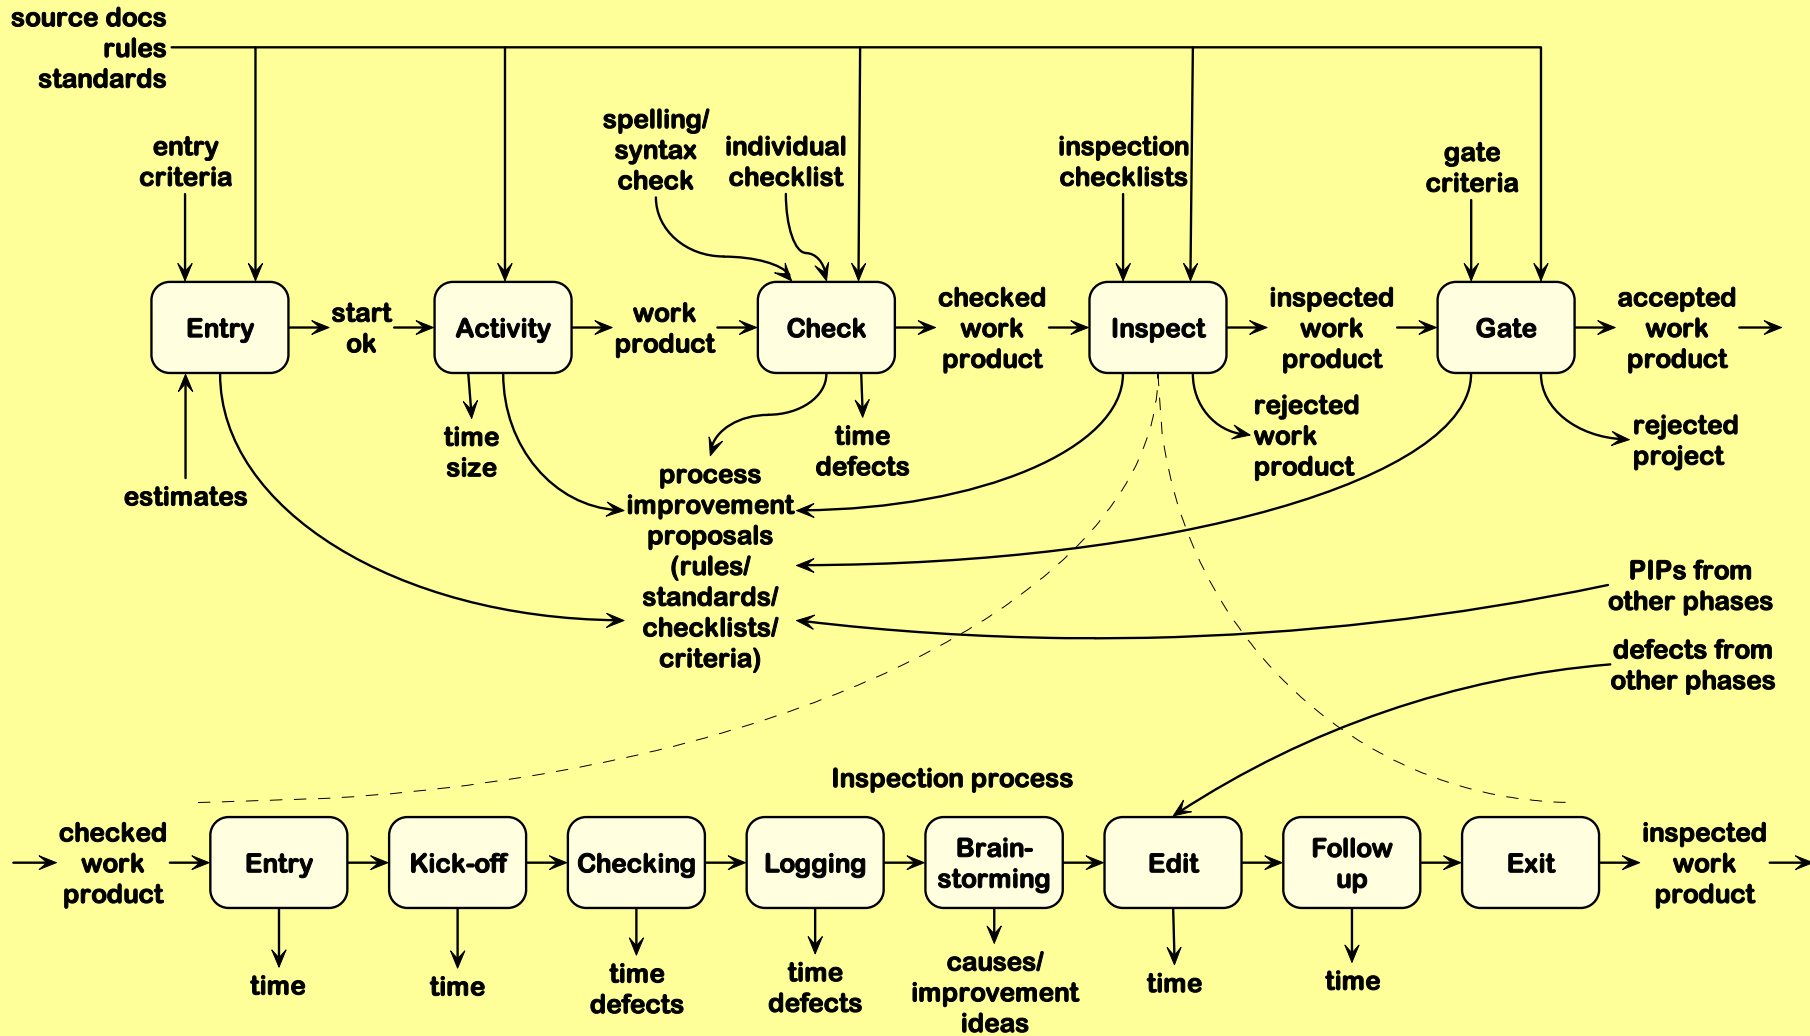 source docs
rules
standards
entry
criteria
spelling/
syntax
check
individual
checklist
inspection
checklists
gate
criteria
Entry
start
ok
Activity
work
product
Check
checked
work
product
Inspect
inspected
work
product
Gate
accepted
work
product
estimates
time
size
time
defects
rejected
work
product
rejected
project
process
improvement
proposals
(rules/
standards/
checklists/
criteria)
PIPs from
other phases
defects from
other phases
Inspection process
checked
work
product
Entry
Kick-off
Checking
Logging
Brain-
storming
Edit
Follow
up
Exit
inspected
work
product
time
time
time
defects
time
defects
causes/
improvement
ideas
time
time